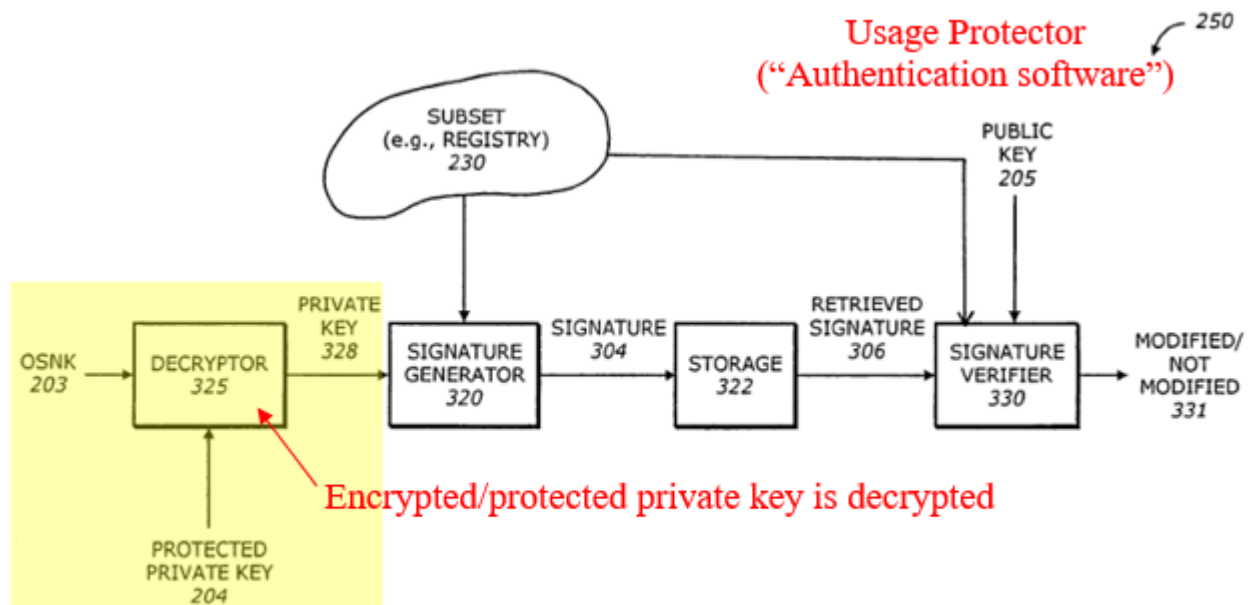 Usage Protector
(“Authentication software”)
250
SUBSET
(e.g., REGISTRY)
230
PUBLIC
KEY
205
OSNK
203
DECRYPTOR
325
PRIVATE
KEY
328
SIGNATURE
GENERATOR
320
SIGNATURE
304
STORAGE
322
RETRIEVED
SIGNATURE
306
SIGNATURE
VERIFIER
330
MODIFIED/
NOT
MODIFIED
331
Encrypted/protected private key is decrypted
PROTECTED
PRIVATE KEY
204